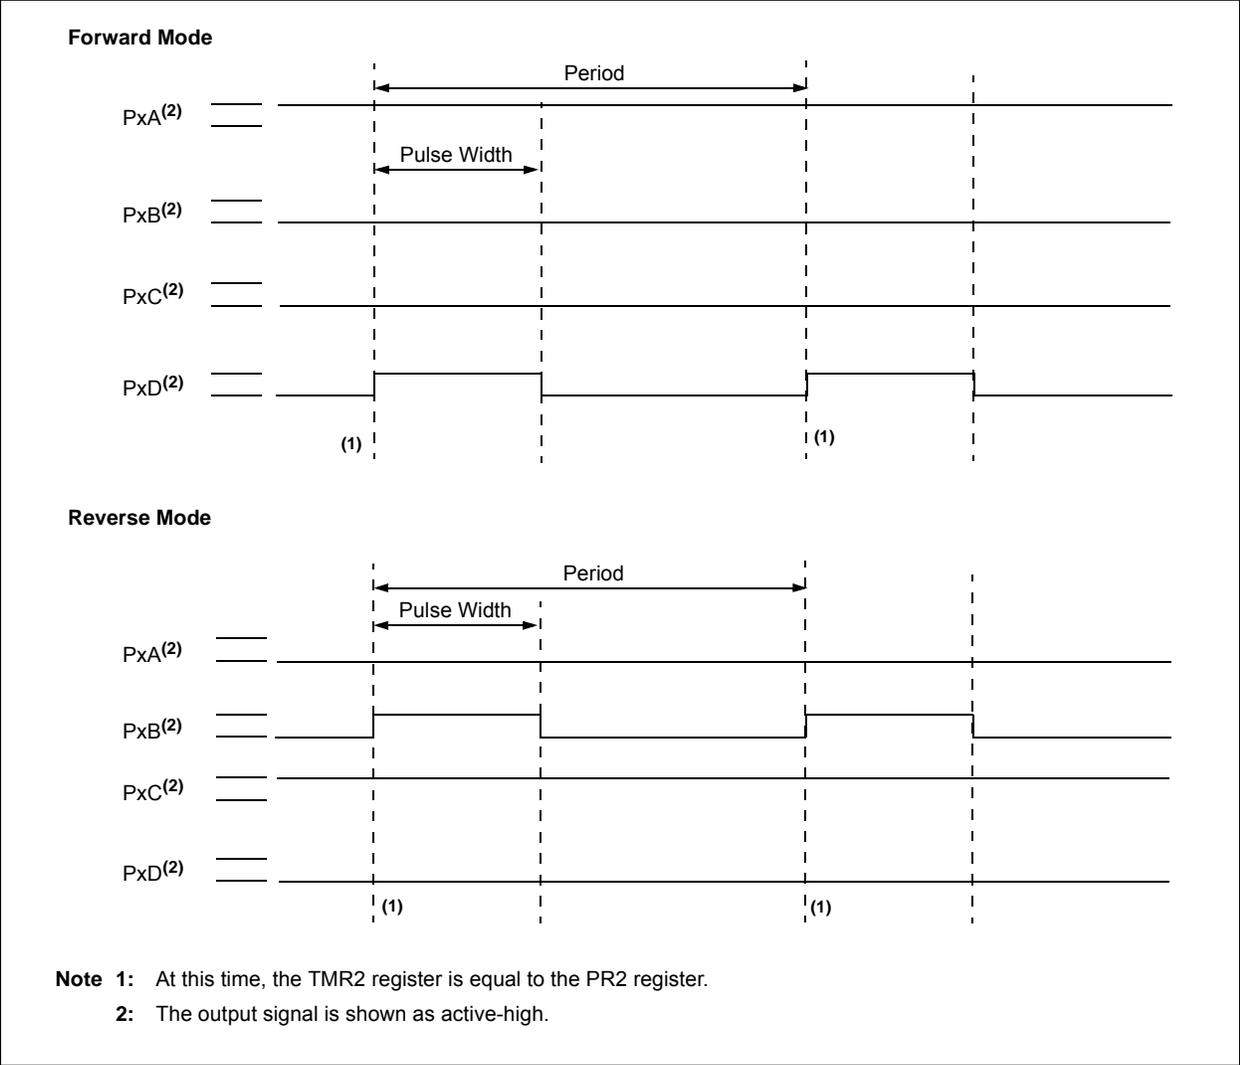 Forward Mode
Period
PxA(2)
Pulse Width
PxB(2)
PxC(2)
PxD(2)
(1)
(1)
Reverse Mode
Period
Pulse Width
PxA(2)
PxB(2)
PxC(2)
PxD(2)
(1)
(1)
Note 1: At this time, the TMR2 register is equal to the PR2 register.
2: The output signal is shown as active-high.